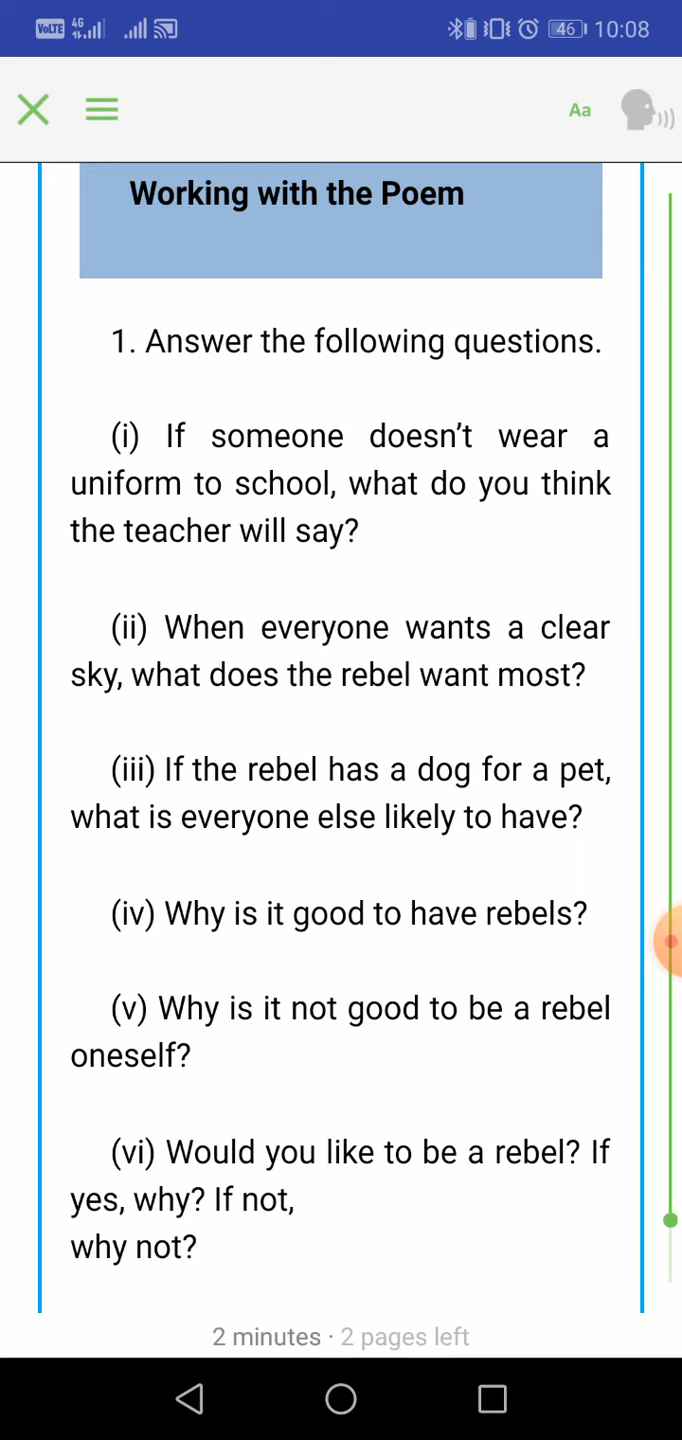 VoLTE 4G 46 10:08
Aa
Working with the Poem
1. Answer the following questions.
(i) If someone doesn't wear a
uniform to school, what do you think
the teacher will say?
(ii) When everyone wants a clear
sky, what does the rebel want most?
(iii) If the rebel has a dog for a pet,
what is everyone else likely to have?
(iv) Why is it good to have rebels?
(v) Why is it not good to be a rebel
oneself?
(vi) Would you like to be a rebel? If
yes, why? If not,
why not?
2 minutes · 2 pages left